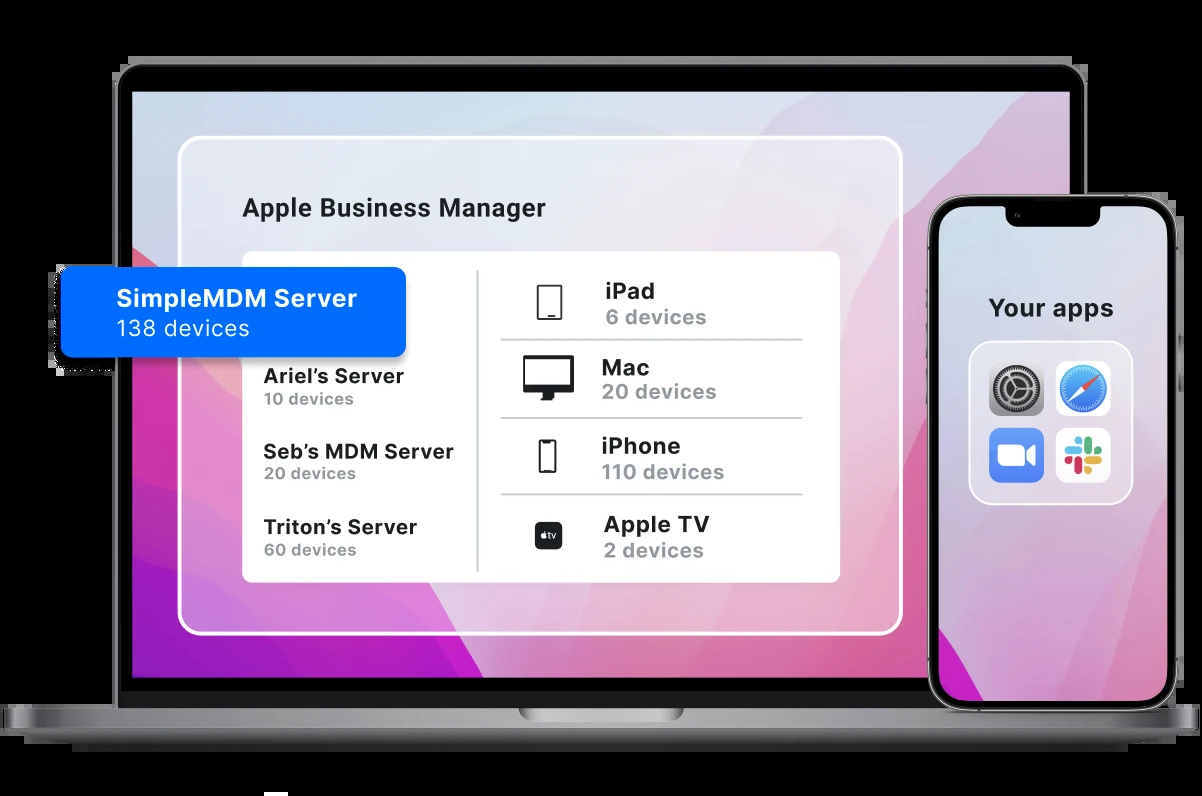 Apple Business Manager
SimpleMDM Server
138 devices
Ariel’s Server
10 devices
Seb’s MDM Server
20 devices
Triton’s Server
60 devices
iPad
6 devices
Mac
20 devices
iPhone
110 devices
tv
Apple TV
2 devices
Your apps